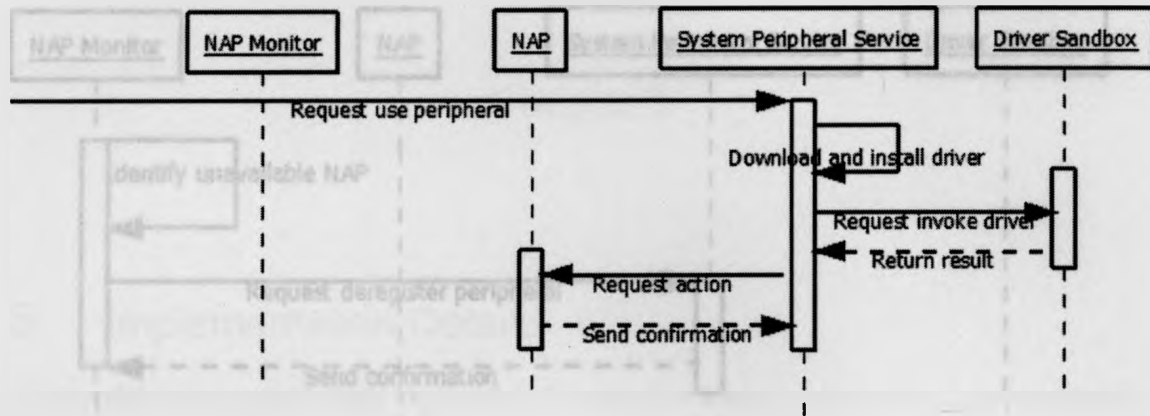 NAP Monitor
NAP
System Peripheral Service
Driver Sandbox
NAP Monitor
NAP
Request use peripheral
Download and install driver
Identify unavailable NAP
Request invoke driver
Return result
Request action
Request deregister peripheral
Send confirmation
Send confirmation